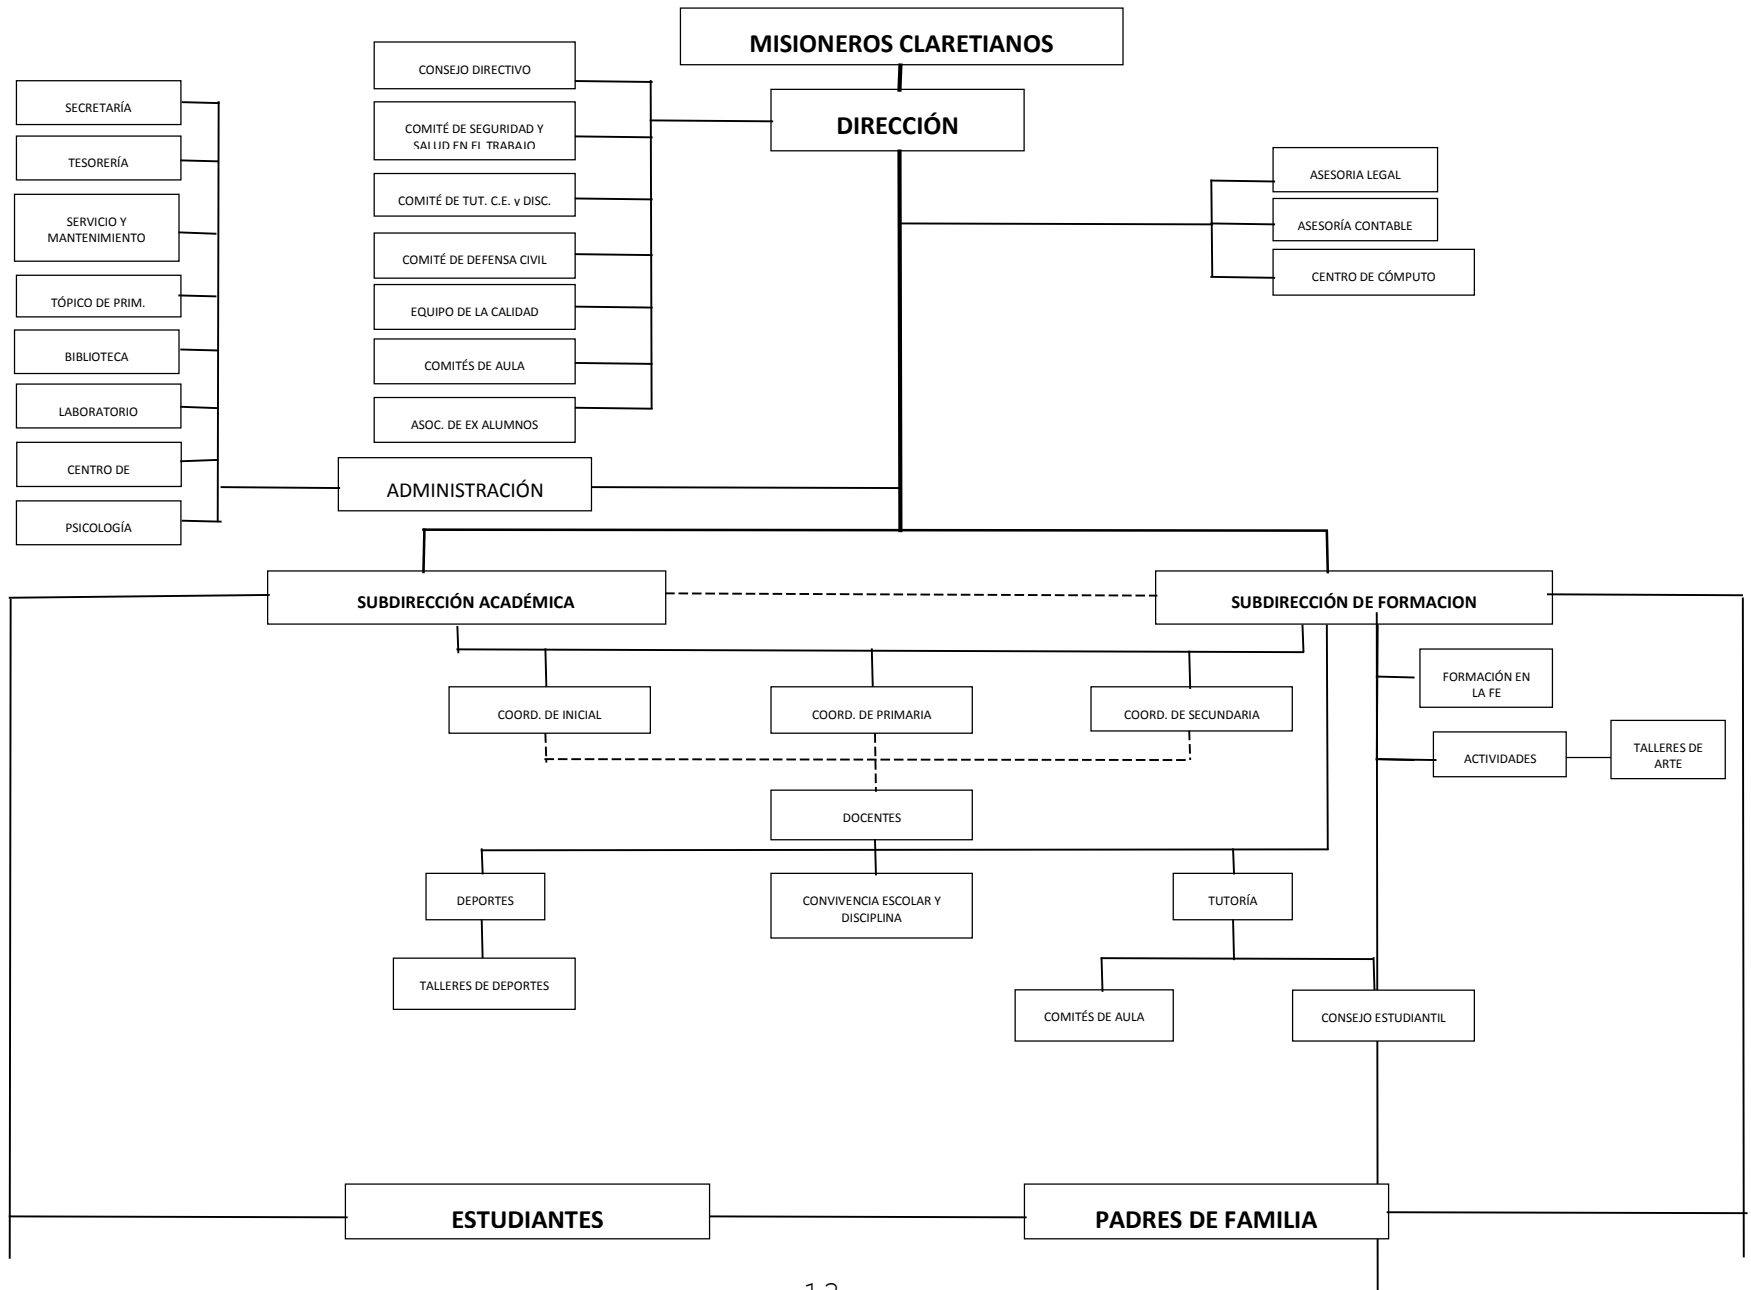 MISIONEROS CLARETIANOS
DIRECCIÓN
CONSEJO DIRECTIVO
COMITÉ DE SEGURIDAD Y
SALUD EN EL TRABAJO
COMITÉ DE TUT. C.E. y DISC.
COMITÉ DE DEFENSA CIVIL
EQUIPO DE LA CALIDAD
COMITÉS DE AULA
ASOC. DE EX ALUMNOS
SECRETARÍA
TESORERÍA
SERVICIO Y
MANTENIMIENTO
TÓPICO DE PRIM.
BIBLIOTECA
LABORATORIO
CENTRO DE
PSICOLOGÍA
ADMINISTRACIÓN
ASESORIA LEGAL
ASESORÍA CONTABLE
CENTRO DE CÓMPUTO
SUBDIRECCIÓN ACADÉMICA
SUBDIRECCIÓN DE FORMACION
COORD. DE INICIAL
COORD. DE PRIMARIA
COORD. DE SECUNDARIA
FORMACIÓN EN
LA FE
ACTIVIDADES
TALLERES DE
ARTE
DOCENTES
DEPORTES
CONVIVENCIA ESCOLAR Y
DISCIPLINA
TUTORÍA
TALLERES DE DEPORTES
COMITÉS DE AULA
CONSEJO ESTUDIANTIL
ESTUDIANTES
PADRES DE FAMILIA